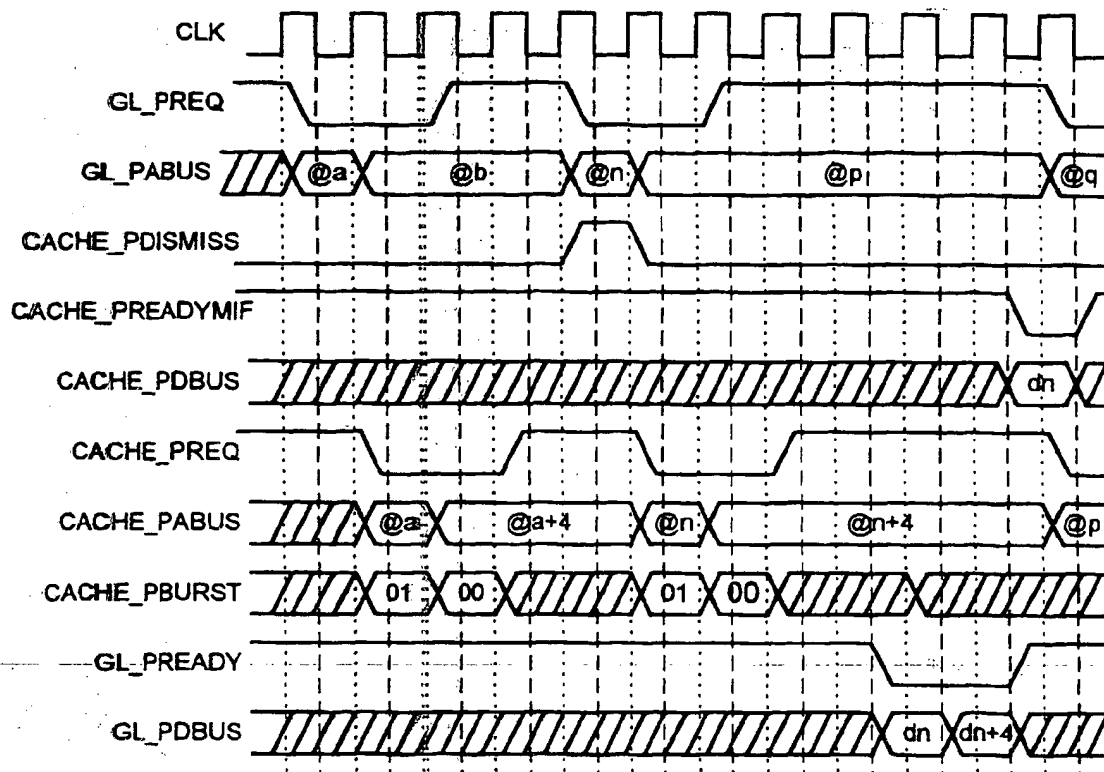 CLK
GL_PREQ
GL_PABUS @a @b @n @p @q
CACHE_PDISMISS
CACHE_PREADYMIF
CACHE_PDBUS dn
CACHE_PREQ
CACHE_PABUS @a @a+4 @n @n+4 @p
CACHE_PBURST 01 00 01 00
GL_PREADY
GL_PDBUS dn dn+4